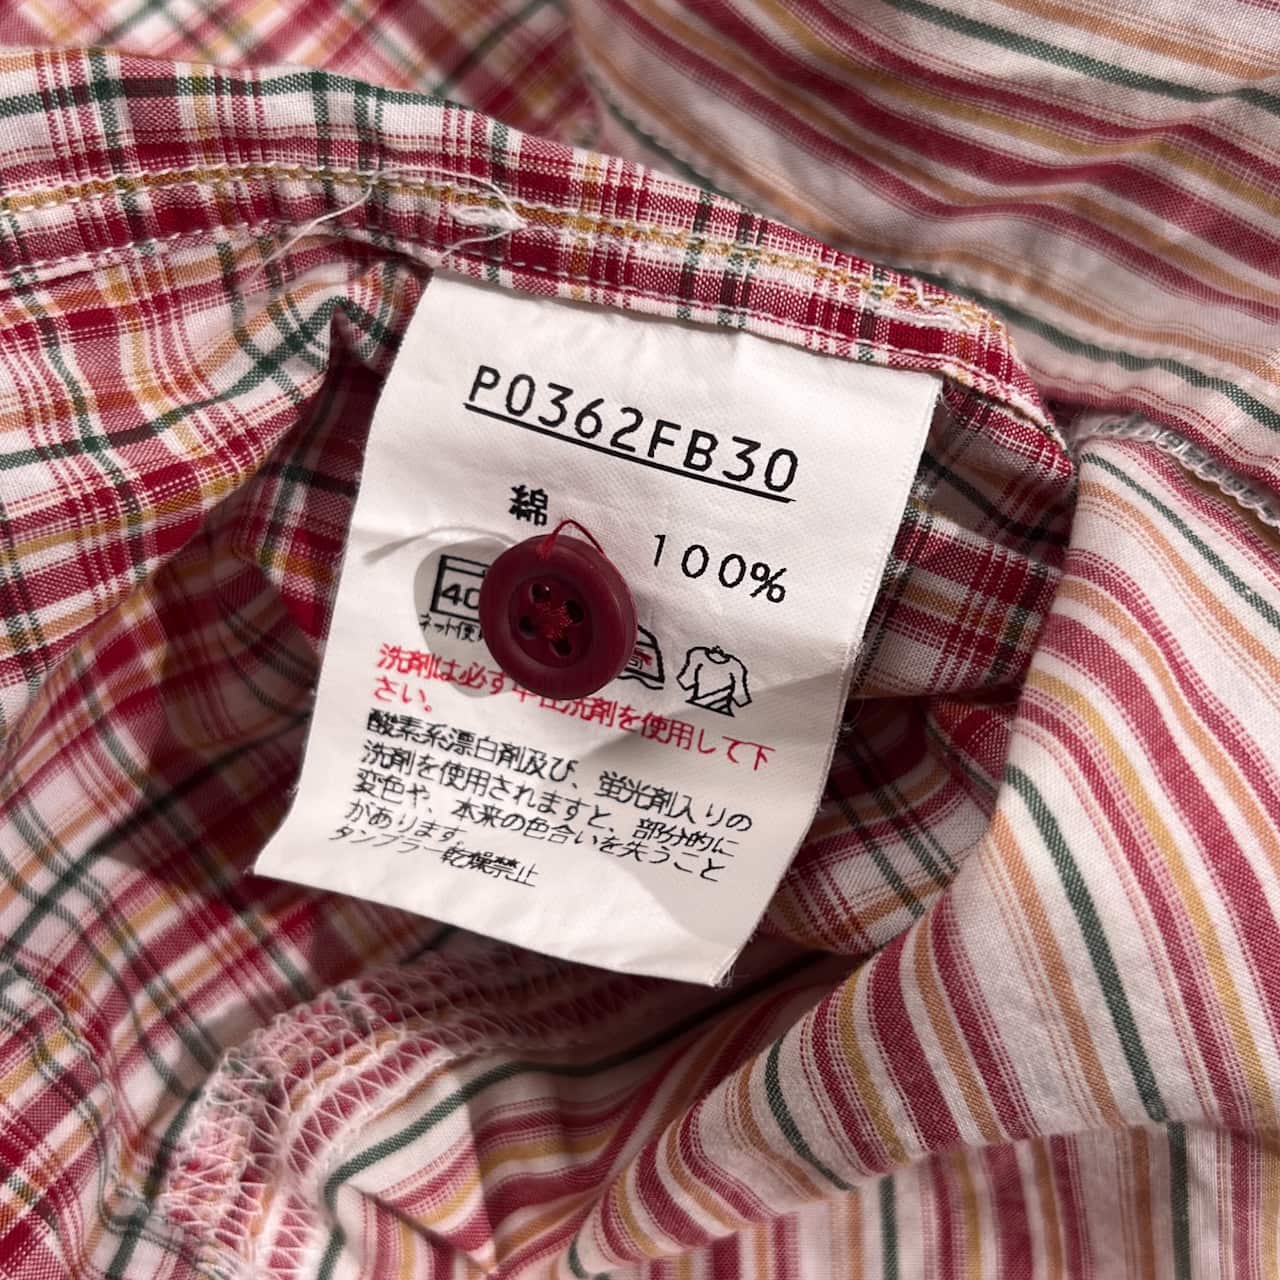 P0362FB30
綿 100%
40
ネット使
洗剤は必ず 中性洗剤を使用して下
さい。
酸素系漂白剤及び、蛍光剤入りの
洗剤を使用されますと、部分的に
変色や、本来の色合いを失うこと
があります
タンブラー乾燥禁止